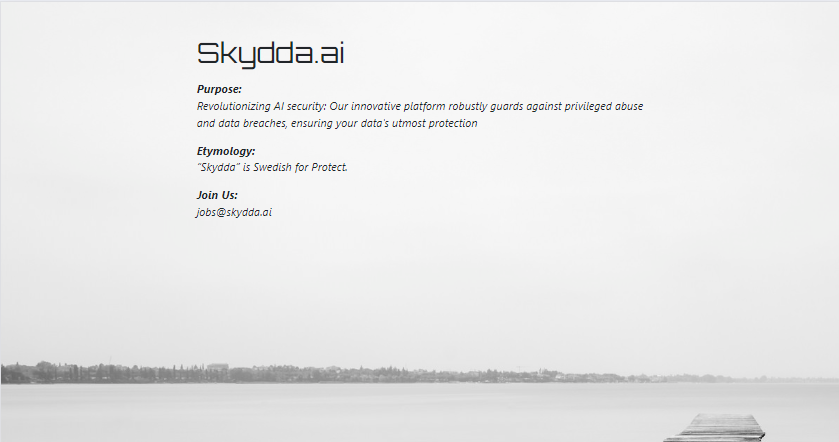 Skydda.ai
Purpose:
Revolutionizing AI security: Our innovative platform robustly guards against privileged abuse
and data breaches, ensuring your data's utmost protection
Etymology:
"Skydda" is Swedish for Protect.
Join Us:
jobs@skydda.ai